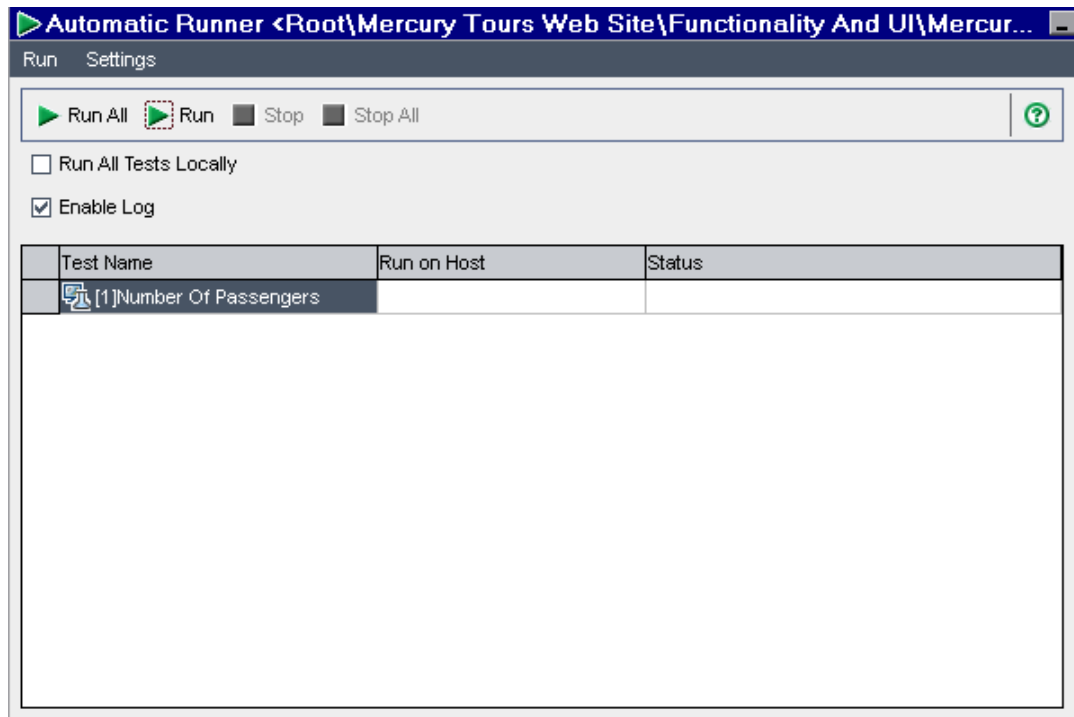 Automatic Runner <Root\Mercury Tours Web Site\Functionality And UI\Mercur...
Run Settings
Run All Run Stop Stop All
Run All Tests Locally
Enable Log
Test Name Run on Host Status
[1]Number Of Passengers